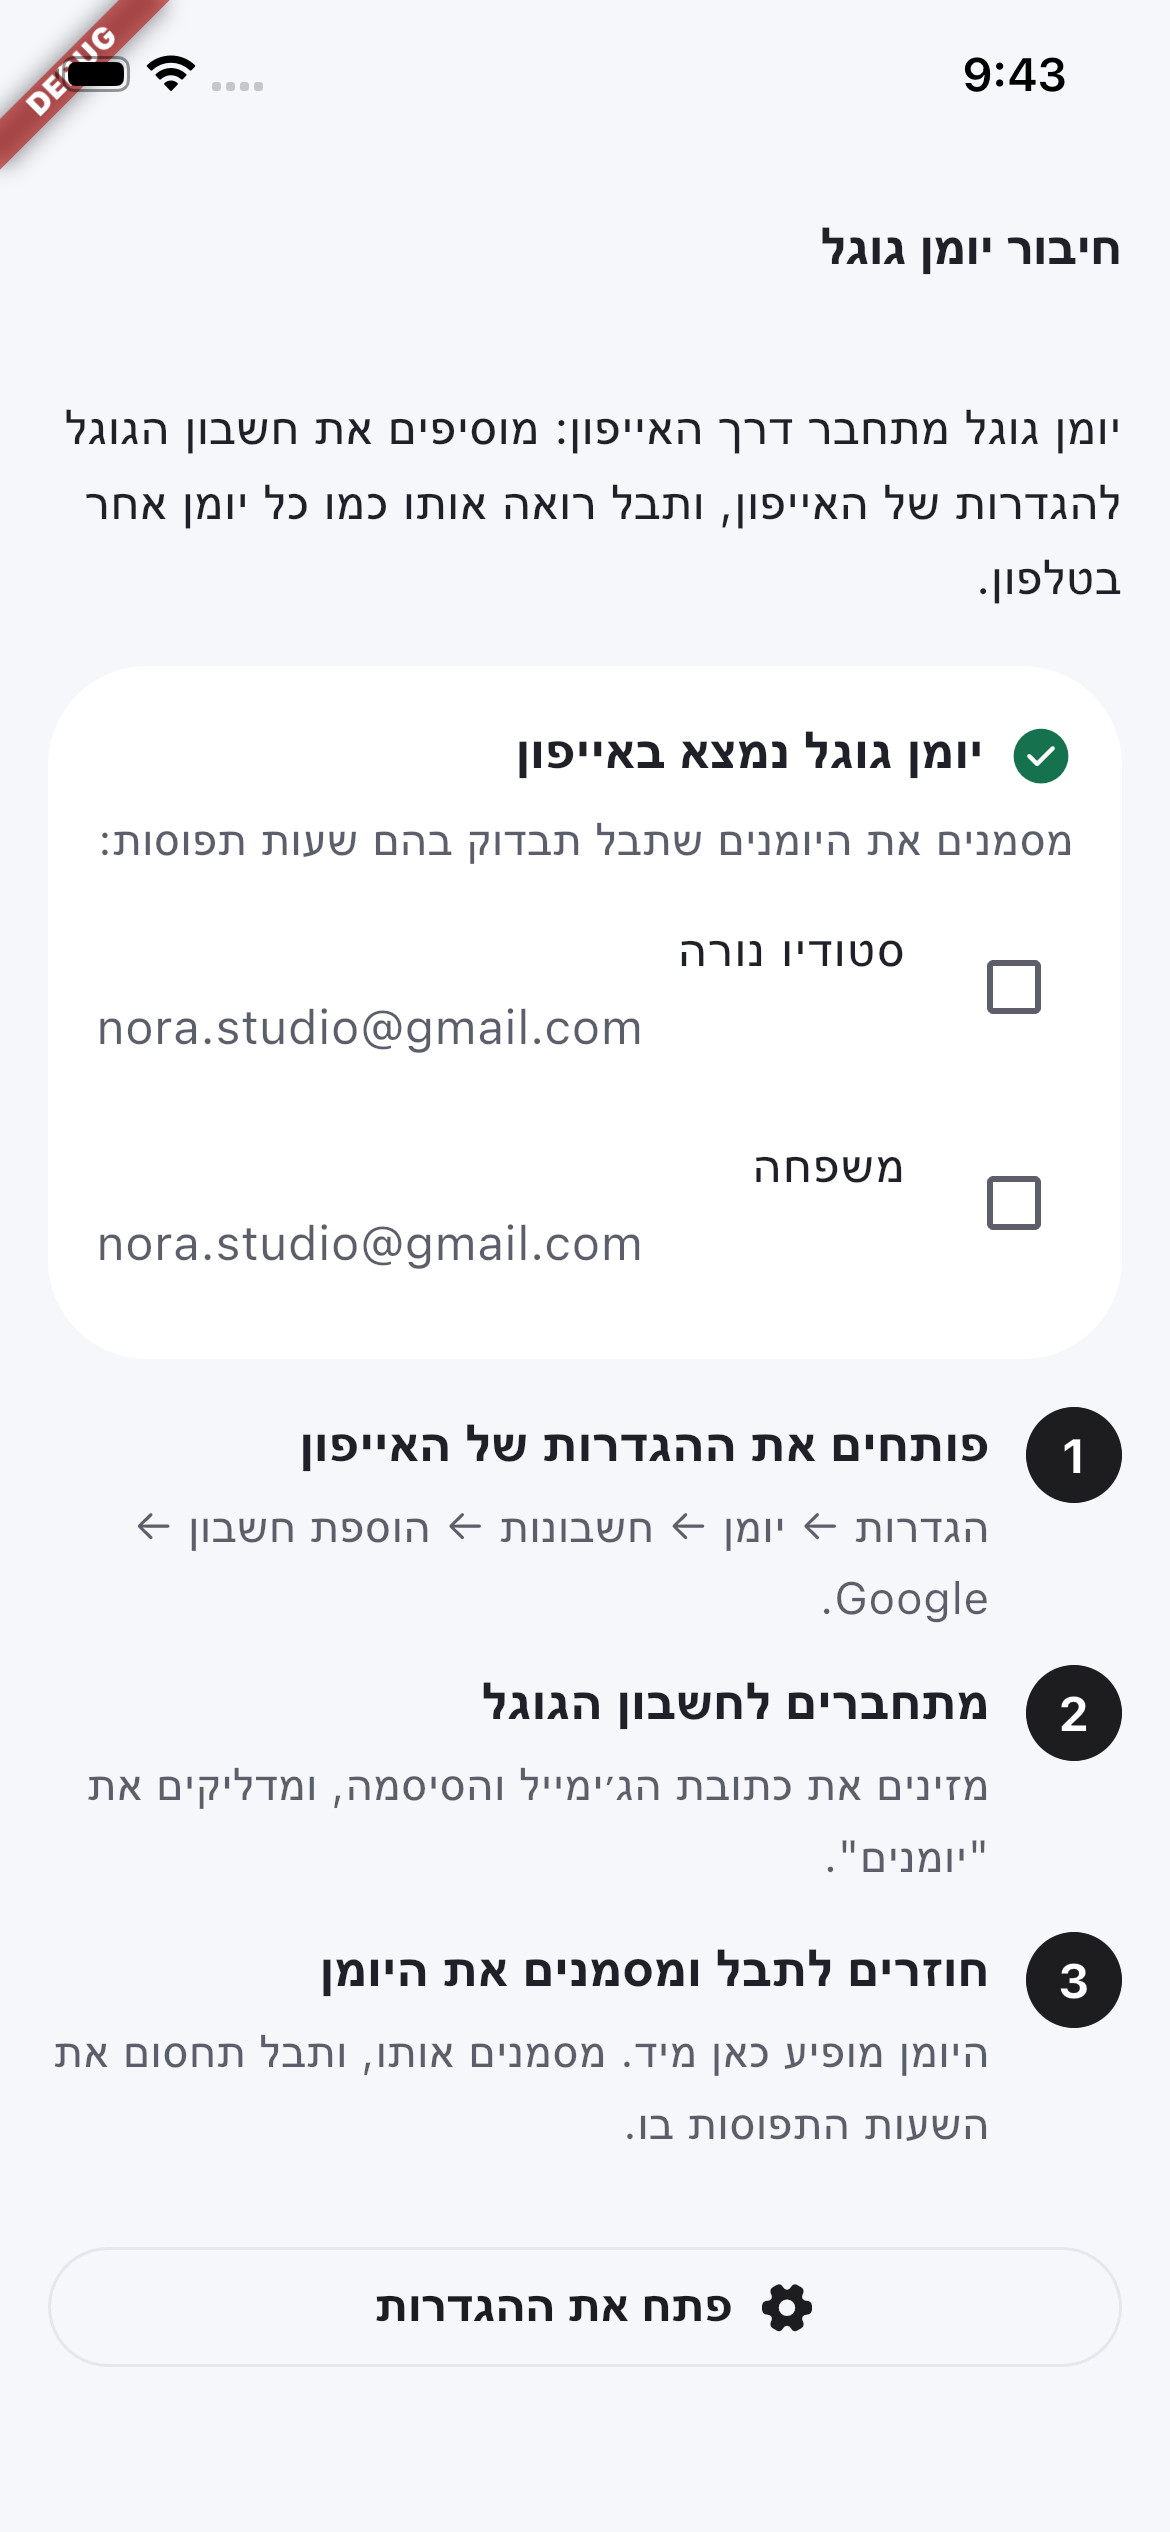 9:43
DEBUG
חיבור יומן גוגל
יומן גוגל מתחבר דרך האייפון: מוסיפים את חשבון הגוגל
להגדרות של האייפון, ותבל רואה אותו כמו כל יומן אחר
בטלפון.
יומן גוגל נמצא באייפון
מסמנים את היומנים שתבל תבדוק בהם שעות תפוסות:
סטודיו נורה
nora.studio@gmail.com
משפחה
nora.studio@gmail.com
1
פותחים את ההגדרות של האייפון
הגדרות ← יומן ← חשבונות ← הוספת חשבון ←
Google.
2
מתחברים לחשבון הגוגל
מזינים את כתובת הג׳ימייל והסיסמה, ומדליקים את
"יומנים".
3
חוזרים לתבל ומסמנים את היומן
היומן מופיע כאן מיד. מסמנים אותו, ותבל תחסום את
השעות התפוסות בו.
פתח את ההגדרות